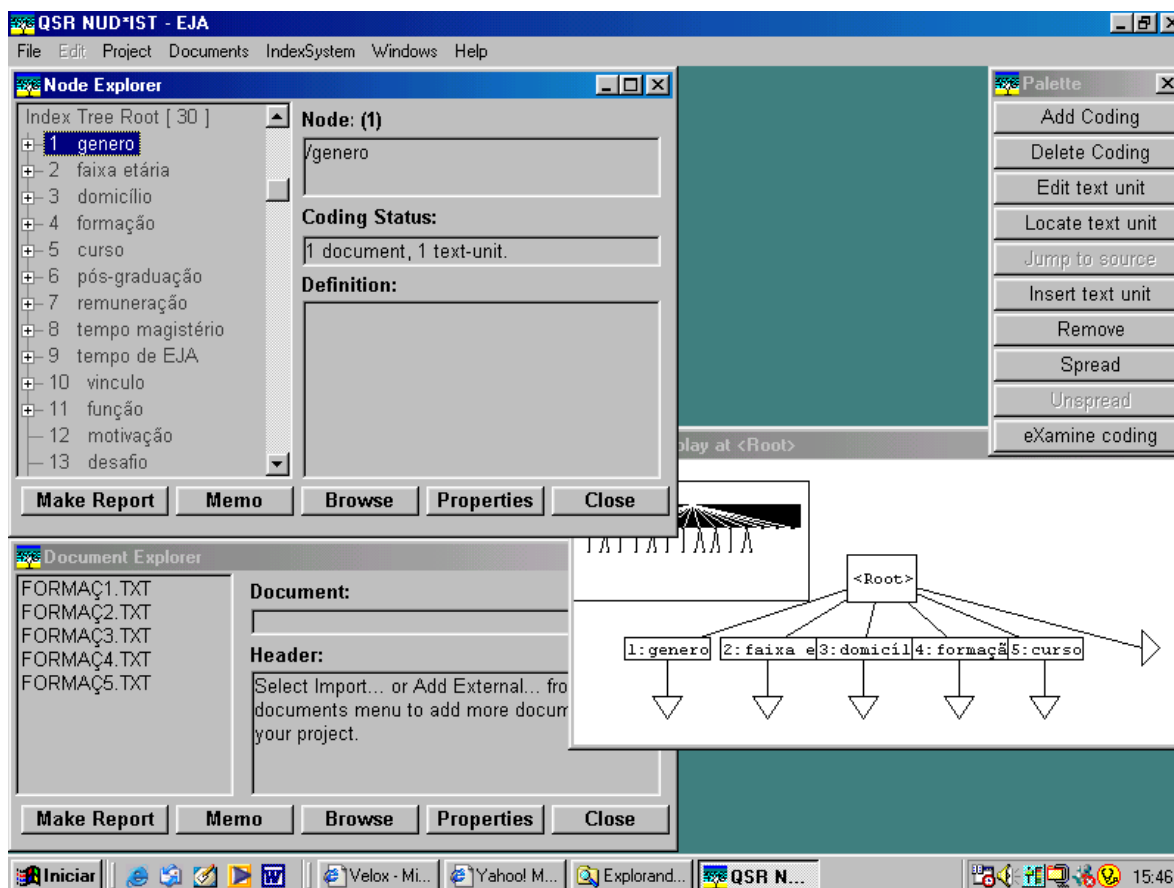 QSR NUD*IST - EJA
File Edit Project Documents IndexSystem Windows Help
Node Explorer
Index Tree Root [ 30 ]
1 genero
2 faixa etária
3 domicílio
4 formação
5 curso
6 pós-graduação
7 remuneração
8 tempo magistério
9 tempo de EJA
10 vinculo
11 função
12 motivação
13 desafio
Node: (1)
/genero
Coding Status:
1 document, 1 text-unit.
Definition:
Make Report Memo Browse Properties Close
Palette
Add Coding
Delete Coding
Edit text unit
Locate text unit
Jump to source
Insert text unit
Remove
Spread
Unspread
eXamine coding
play at <Root>
<Root>
1:genero 2:faixa e 3:domicíl 4:formaçã 5:curso
Document Explorer
FORMAÇ1.TXT
FORMAÇ2.TXT
FORMAÇ3.TXT
FORMAÇ4.TXT
FORMAÇ5.TXT
Document:
Header:
Select Import... or Add External... fro
documents menu to add more docum
your project.
Make Report Memo Browse Properties Close
Iniciar Velox - Mi... Yahoo! M... Explorand... QSR N... 15:45